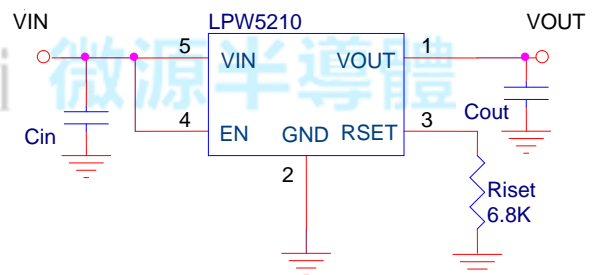 VIN
LPW5210
VOUT
5
VIN
VOUT
1
微源半導體
4
EN
GND
RSET
3
Cin
2
Cout
Riset
6.8K